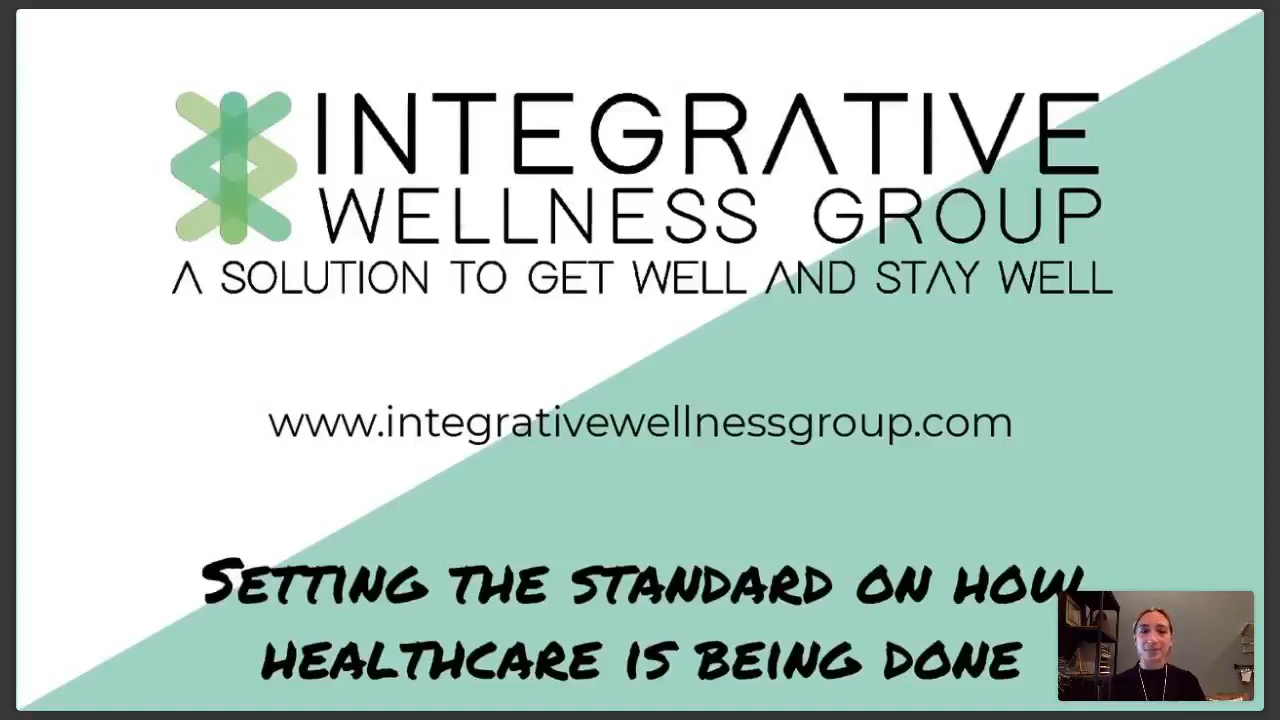 INTEGRATIVE
WELLNESS GROUP
A SOLUTION TO GET WELL AND STAY WELL
www.integrativewellnessgroup.com
SETTING THE STANDARD ON HOW
HEALTHCARE IS BEING DONE